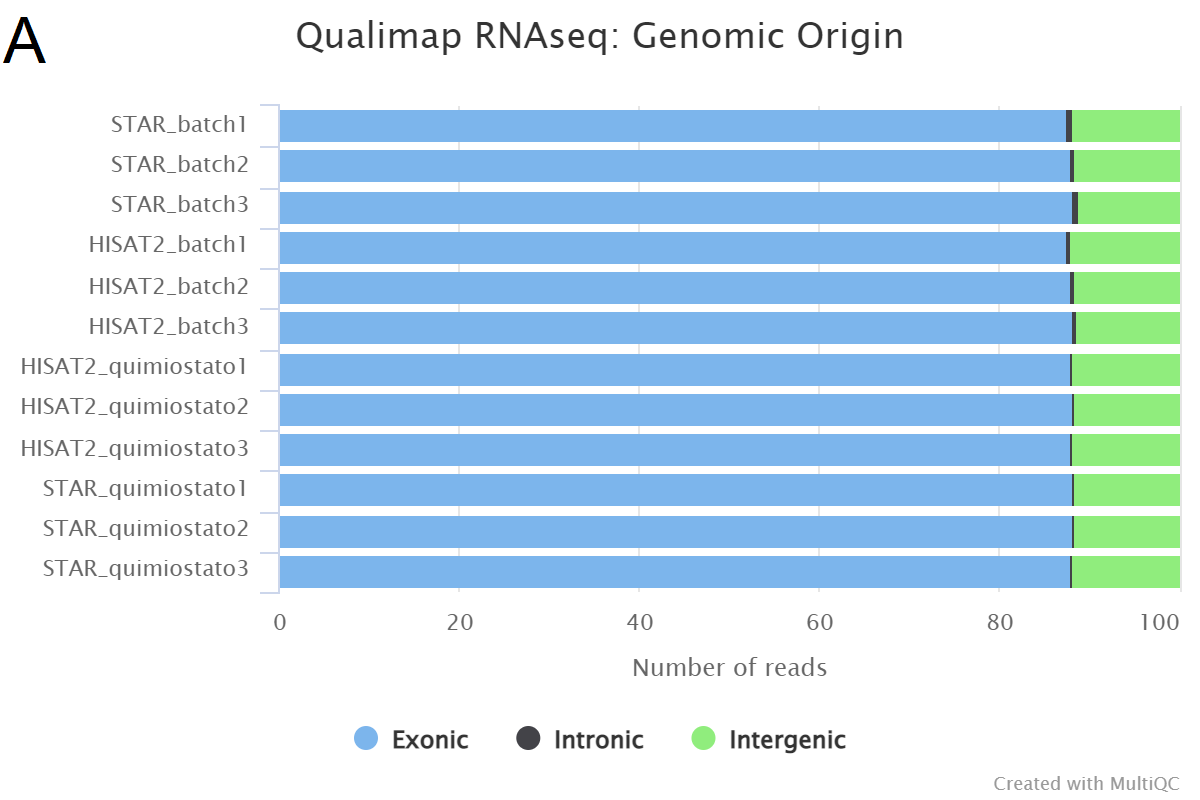 A
Qualimap RNAseq: Genomic Origin
STAR_batch1
STAR_batch2
STAR_batch3
HISAT2_batch1
HISAT2_batch2
HISAT2_batch3
HISAT2_quimiostato1
HISAT2_quimiostato2
HISAT2_quimiostato3
STAR_quimiostato1
STAR_quimiostato2
STAR_quimiostato3
0 20 40 60 80 100
Number of reads
Exonic Intronic Intergenic
Created with MultiQC